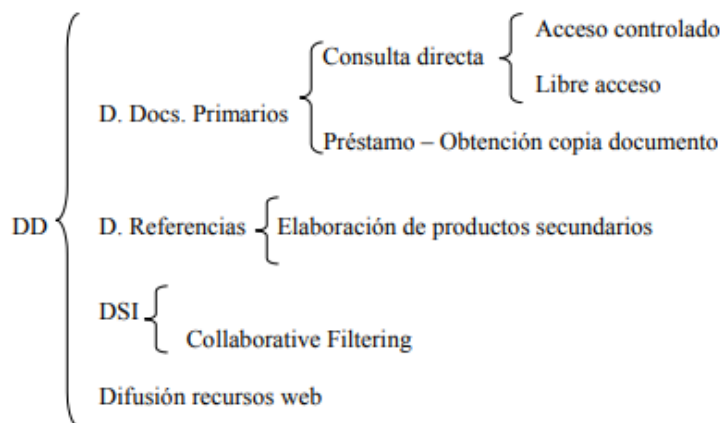 Acceso controlado
Consulta directa
Libre acceso
D. Docs. Primarios
Préstamo – Obtención copia documento
DD
D. Referencias
Elaboración de productos secundarios
DSI
Collaborative Filtering
Difusión recursos web